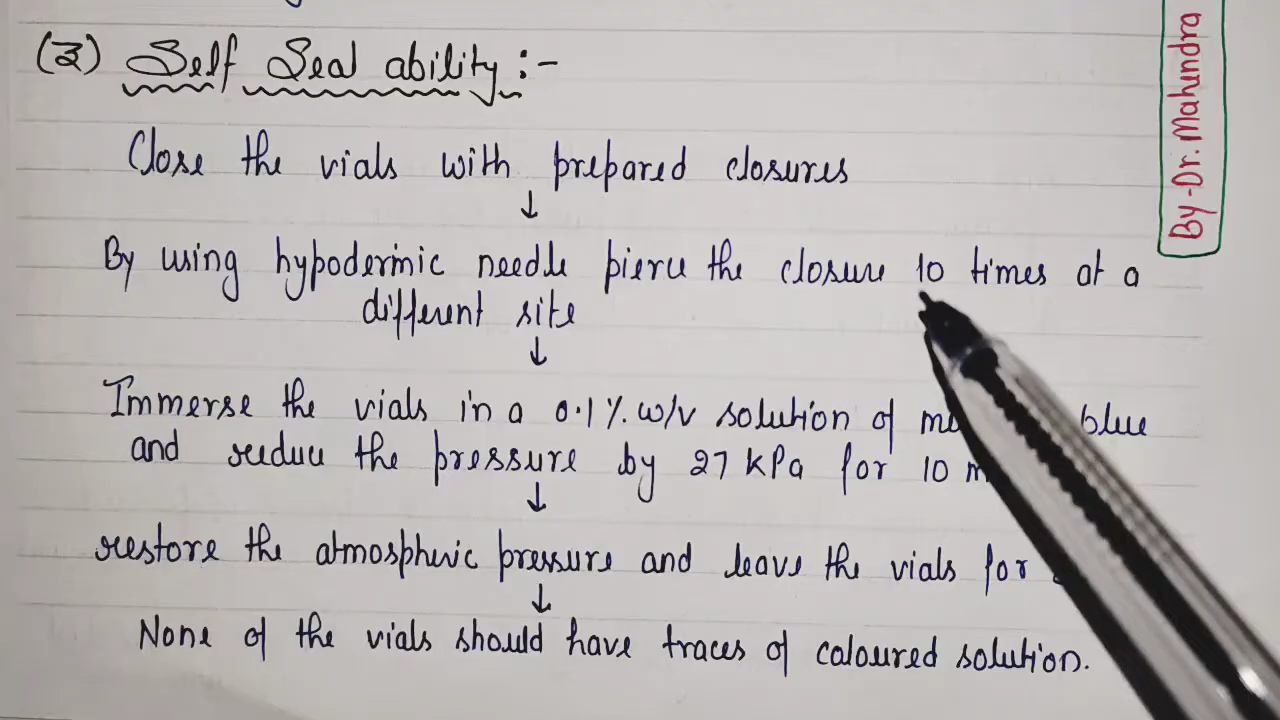 (3) Self Seal ability :-
Close the vials with prepared closures
↓
By using hypodermic needle pierce the closure 10 times at a
different site
↓
Immerse the vials in a 0.1%. w/v solution of blue
and reduce the pressure by 27 kPa for 10
↓
restore the atmospheric pressure and leave the vials for
↓
None of the vials should have traces of coloured solution.
By - Dr. Mahendra